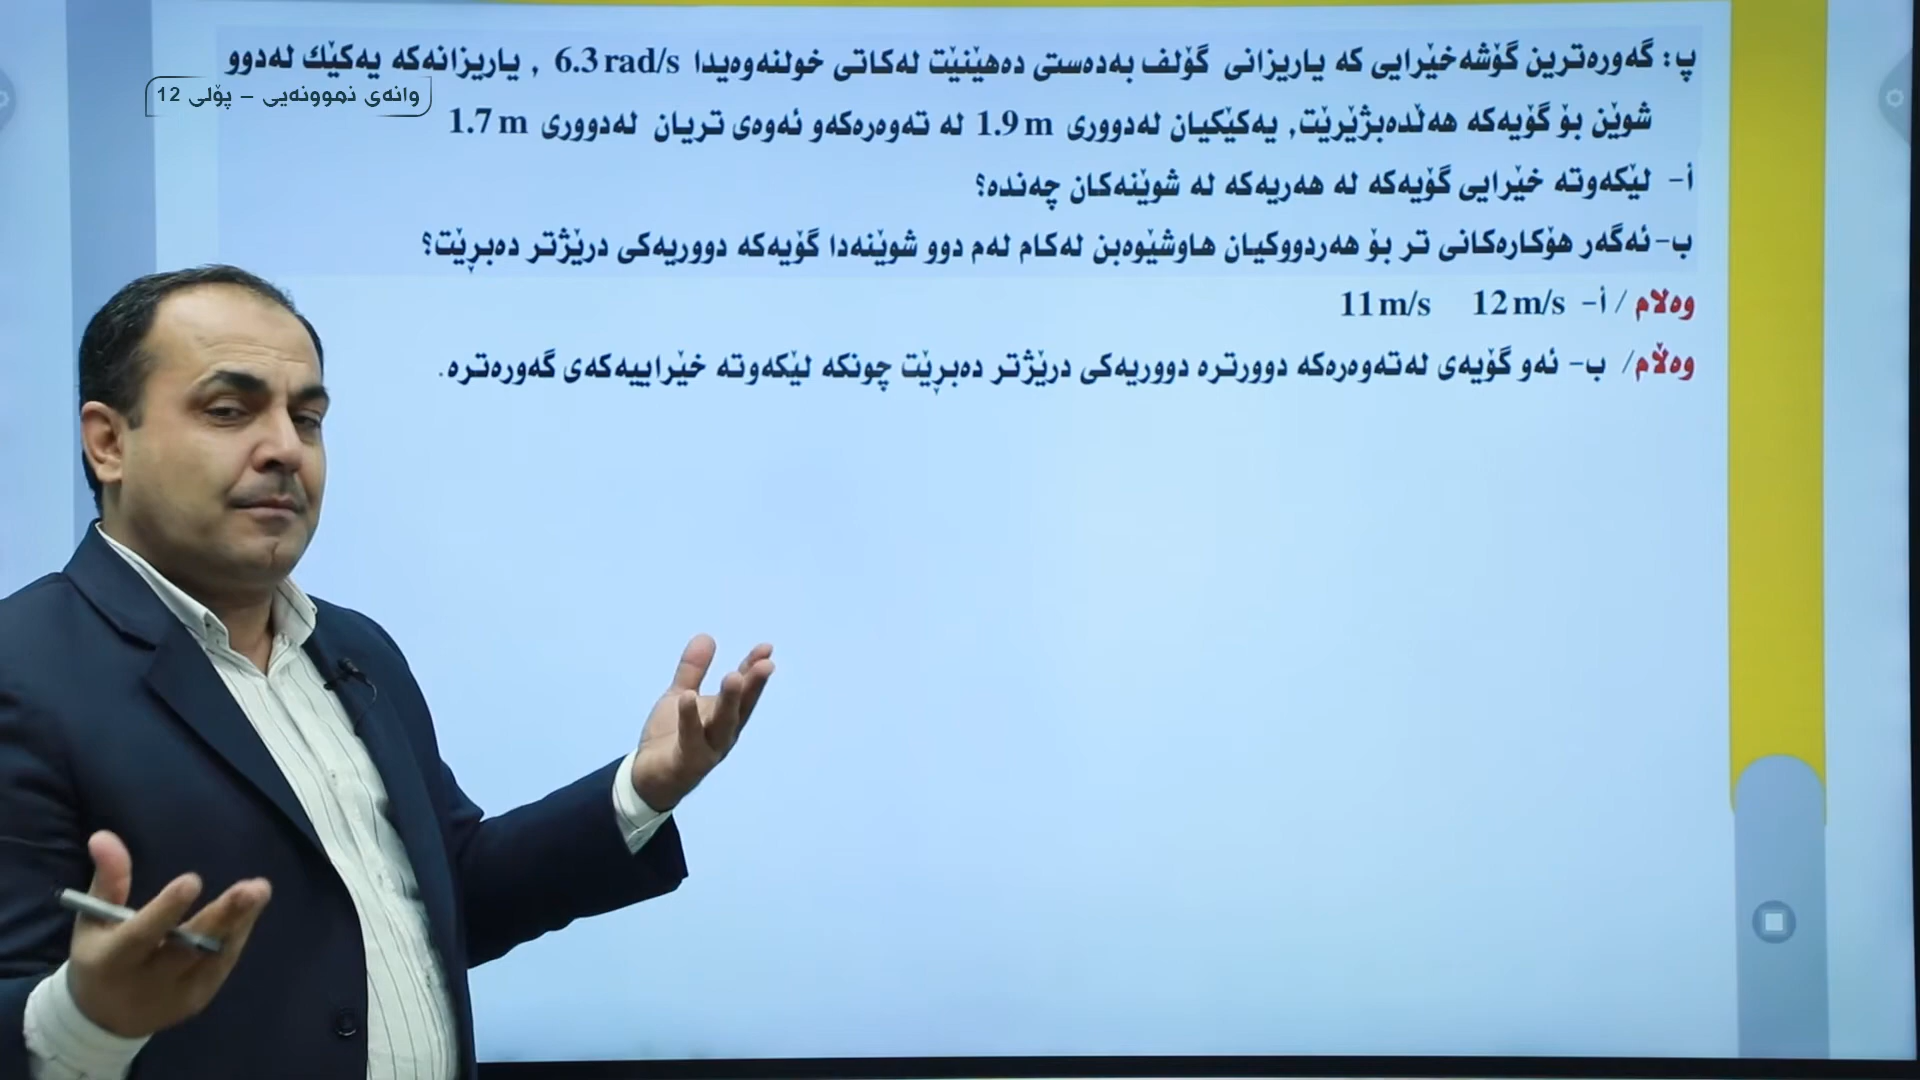 پ: گەورەترین گۆشەخێرایی کە یاریزانی گۆلف بەدەستی دەهێنێت لەکاتی خولنەوەیدا 6.3 rad/s , یاریزانەکە یەکێك لەدوو
وانەی نموونەیی – پۆلی 12
شوێن بۆ گۆیەکە هەڵدەبژێرێت, یەکێکیان لەدووری 1.9 m لە تەوەرەکەو ئەوەی تریان لەدووری 1.7 m
أ- لێکەوتە خێرایی گۆیەکە لە هەریەکە لە شوێنەکان چەندە؟
ب-ئەگەر هۆکارەکانی تر بۆ هەردووکیان هاوشێوەبن لەکام لەم دوو شوێنەدا گۆیەکە دووریەکی درێژتر دەبڕێت؟
وەلام / أ- 12 m/s 11 m/s
وەڵام/ ب- ئەو گۆیەی لەتەوەرەکە دوورترە دووریەکی درێژتر دەبڕێت چونکە لێکەوتە خێراییەکەی گەورەترە.